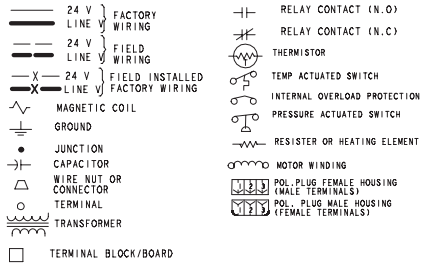 24 V
LINE V
FACTORY
WIRING
24 V
LINE V
FIELD
WIRING
X 24 V
X LINE V
FIELD INSTALLED
FACTORY WIRING
MAGNETIC COIL
GROUND
JUNCTION
CAPACITOR
WIRE NUT OR
CONNECTOR
TERMINAL
TRANSFORMER
TERMINAL BLOCK/BOARD
RELAY CONTACT (N.O)
RELAY CONTACT (N.C)
THERMISTOR
TEMP ACTUATED SWITCH
INTERNAL OVERLOAD PROTECTION
PRESSURE ACTUATED SWITCH
RESISTER OR HEATING ELEMENT
MOTOR WINDING
1 2 3 POL. PLUG FEMALE HOUSING
(MALE TERMINALS)
1 2 3 POL. PLUG MALE HOUSING
(FEMALE TERMINALS)